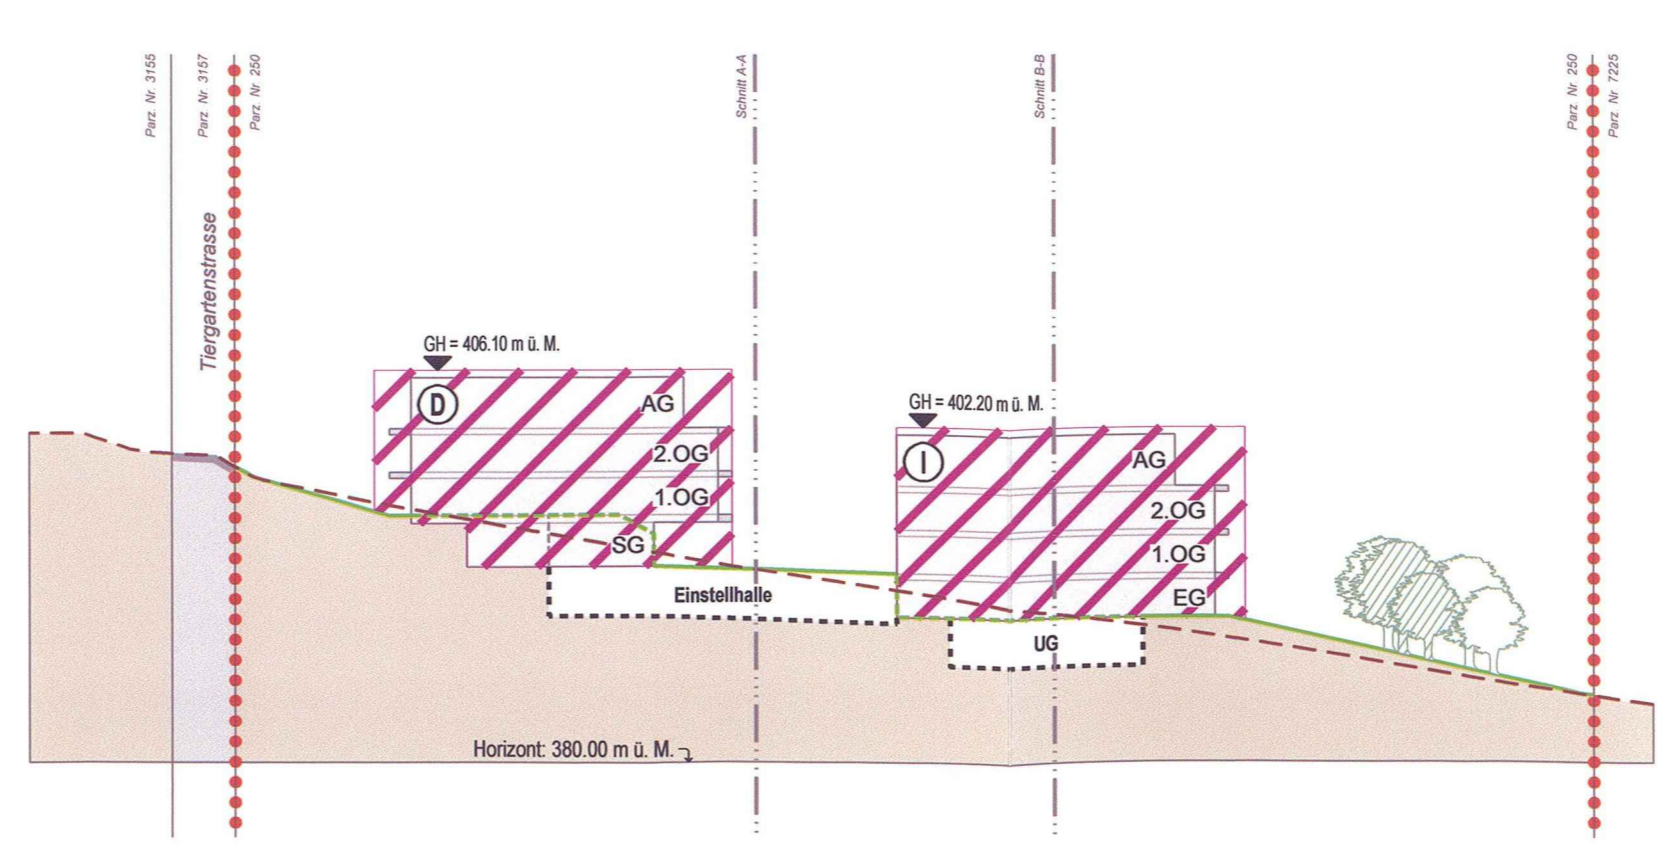 Parz. Nr. 3155
Parz. Nr. 3157
Parz. Nr 250
Schnitt A-A
Schnitt B-B
Parz. Nr 250
Parz. Nr 7225
Tiergartenstrasse
GH = 406.10 m ü. M.
D
AG
2.OG
1.OG
SG
GH = 402.20 m ü. M.
I
AG
2.OG
1.OG
EG
Einstellhalle
UG
Horizont: 380.00 m ü. M.